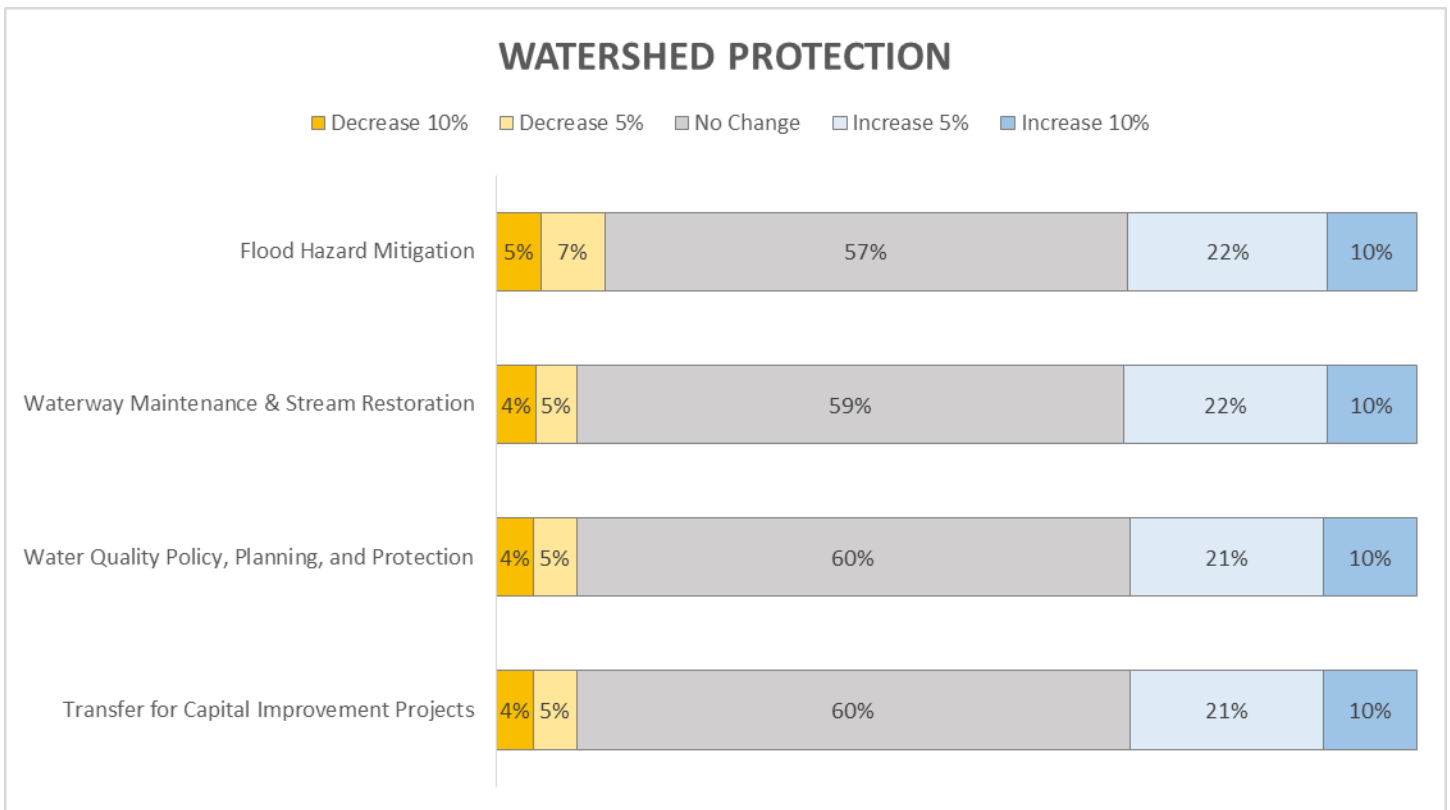 WATERSHED PROTECTION
Decrease 10% Decrease 5% No Change Increase 5% Increase 10%
Flood Hazard Mitigation 5% 7% 57% 22% 10%
Waterway Maintenance & Stream Restoration 4% 5% 59% 22% 10%
Water Quality Policy, Planning, and Protection 4% 5% 60% 21% 10%
Transfer for Capital Improvement Projects 4% 5% 60% 21% 10%